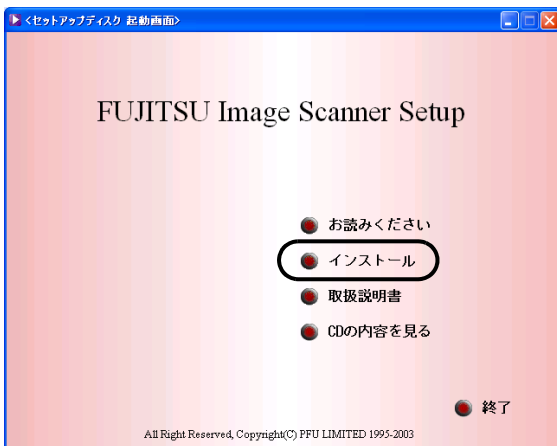 <セットアップディスク 起動画面>
FUJITSU Image Scanner Setup
お読みください
インストール
取扱説明書
CDの内容を見る
終了
All Right Reserved, Copyright(C) PFU LIMITED 1995-2003